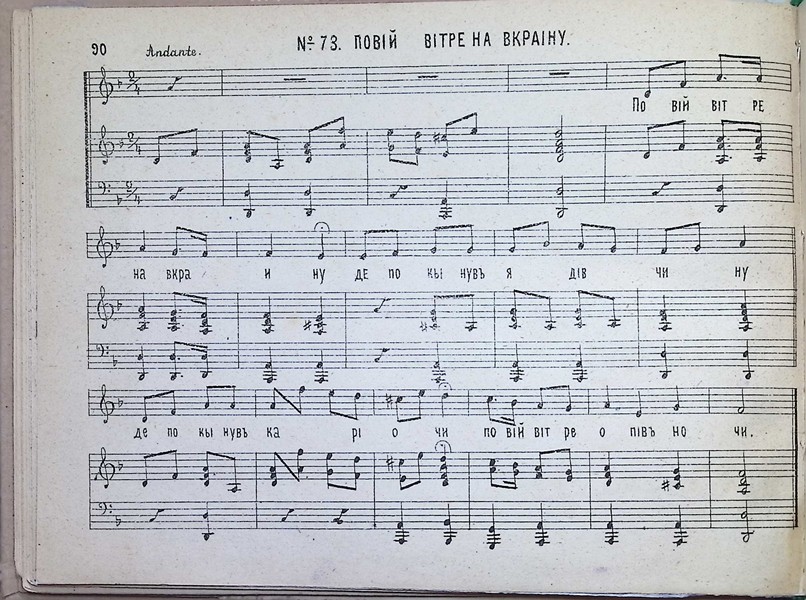 90
Andante.
№ 73. ПОВІЙ ВІТРЕ НА ВКРАІНУ.
По вій віт ре
на вкра и ну де по кы нувъ я дів чи ну
де по кы нувъ ка рі о чи по вій віт ре о півъ но чи.